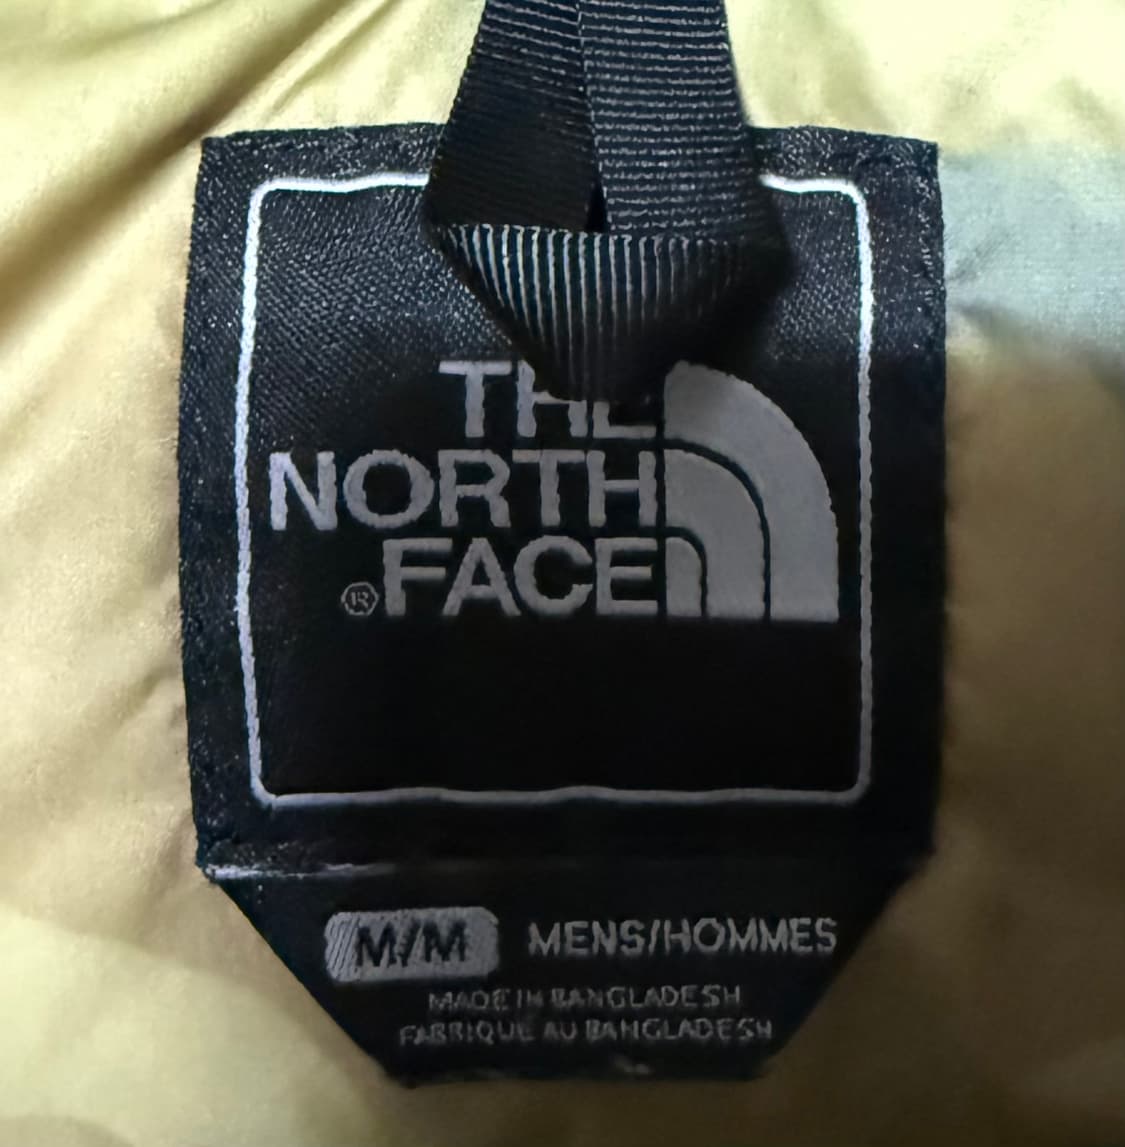 THE
NORTH
® FACE
M/M MENS/HOMMES
MADE IN BANGLADESH
FABRIQUE AU BANGLADESH